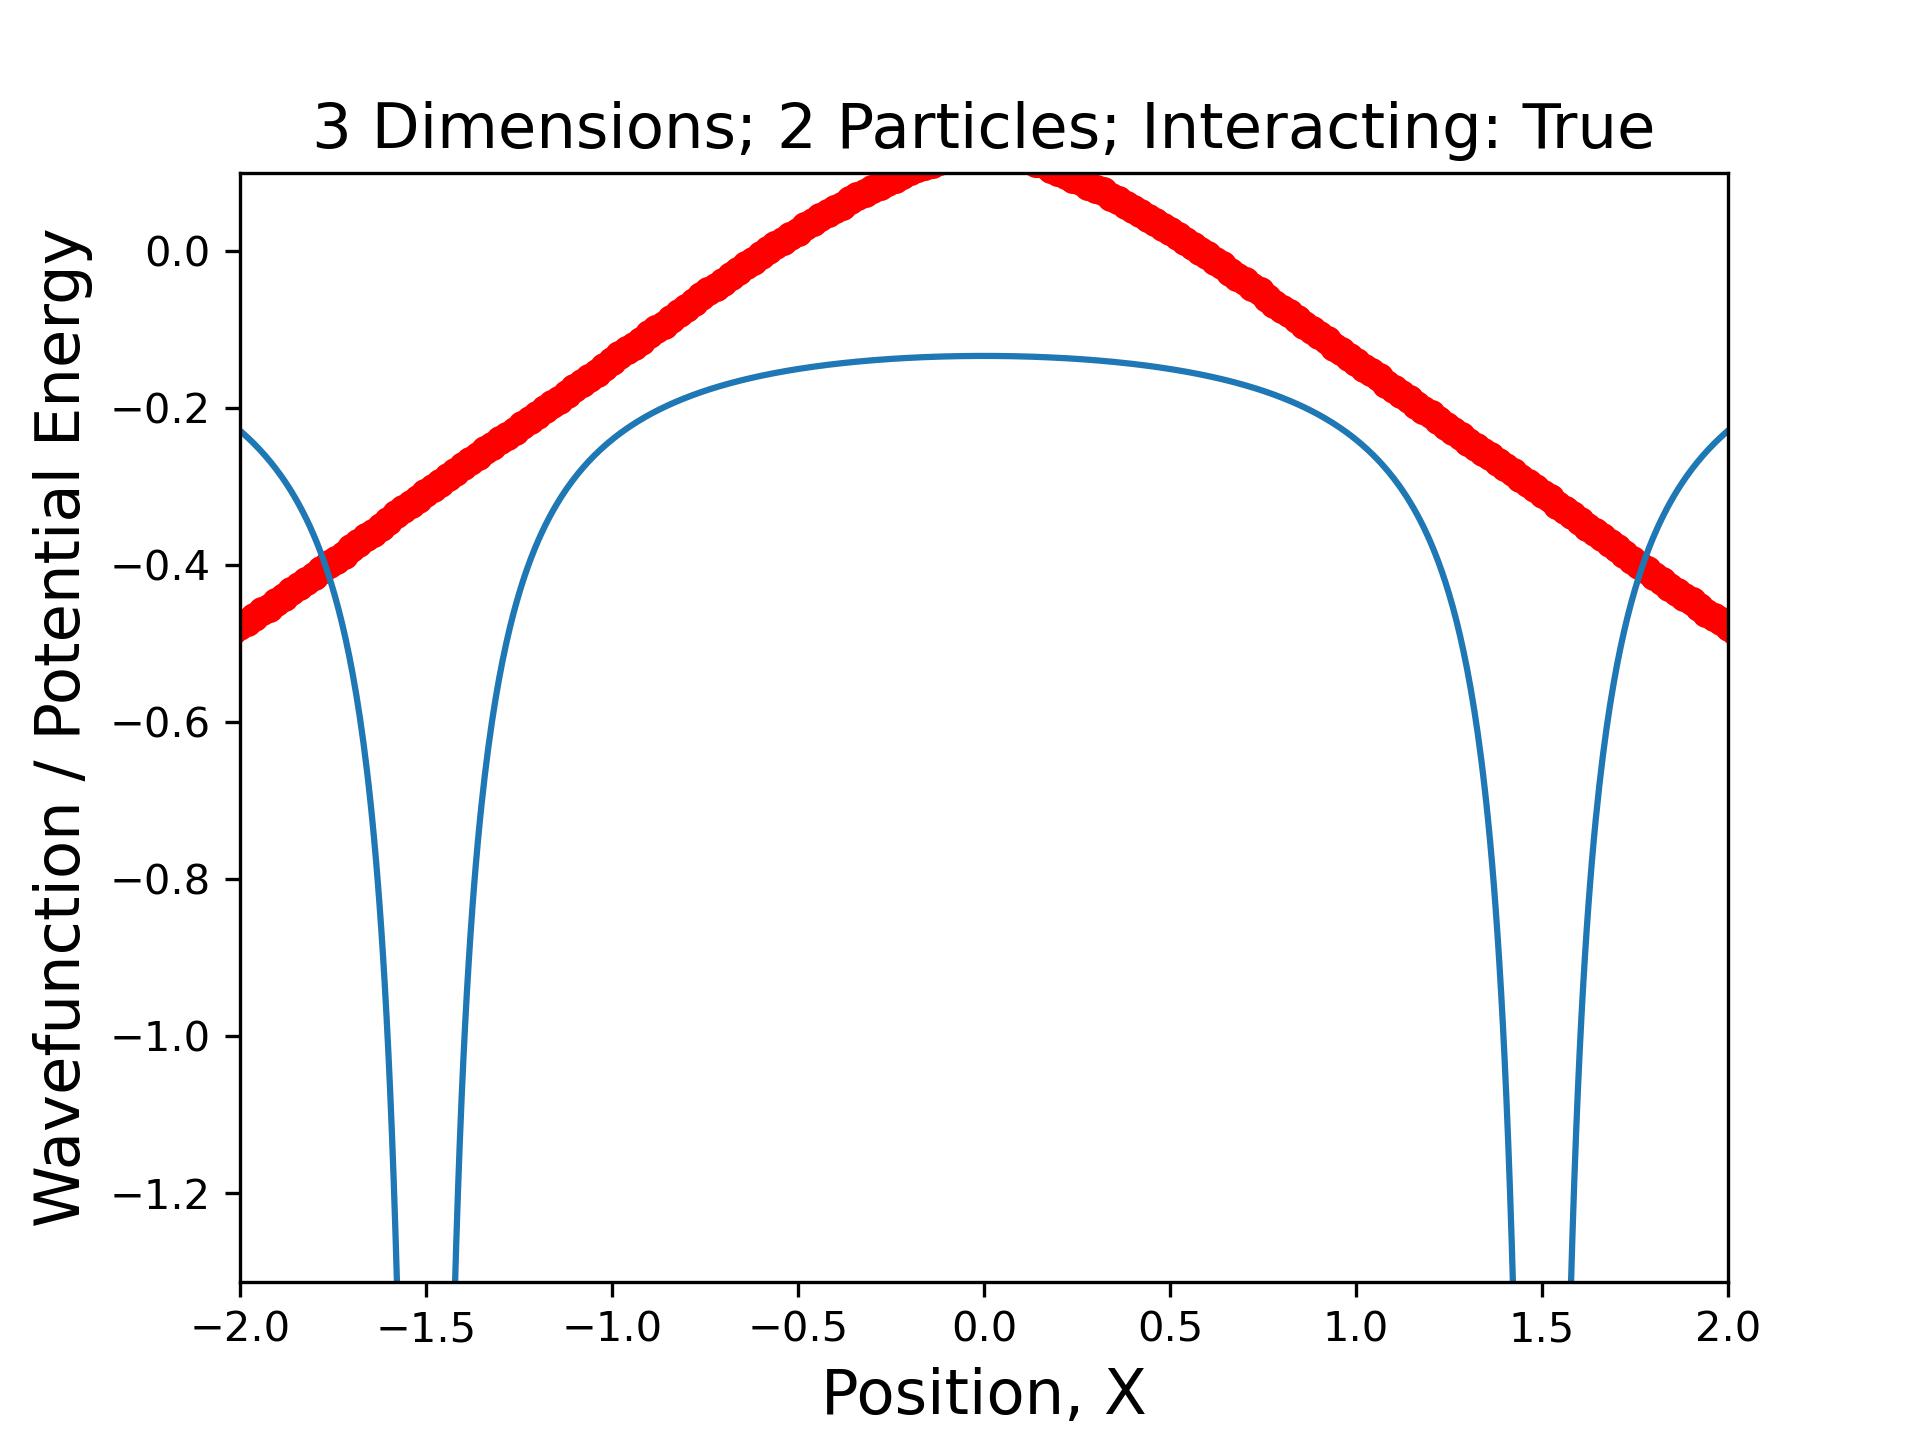 3 Dimensions; 2 Particles; Interacting: True
Wavefunction / Potential Energy
0.0
−0.2
−0.4
−0.6
−0.8
−1.0
−1.2
−2.0 −1.5 −1.0 −0.5 0.0 0.5 1.0 1.5 2.0
Position, X